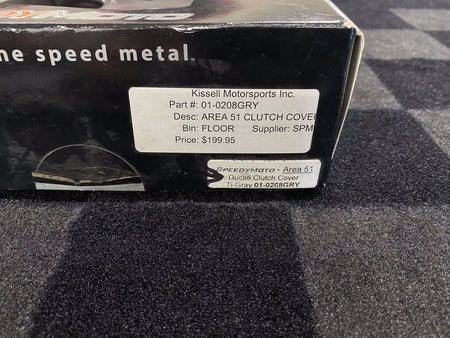 ne speed metal
Kissell Motorsports Inc.
Part #: 01-0208GRY
Desc: AREA 51 CLUTCH COVER
Bin: FLOOR Supplier: SPM
Price: $199.95
SPEEDYMOTO - Area 51
Ducati Clutch Cover
Ti-Gray 01-0208GRY